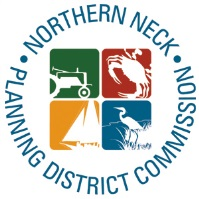 • NORTHERN NECK •
PLANNING DISTRICT COMMISSION